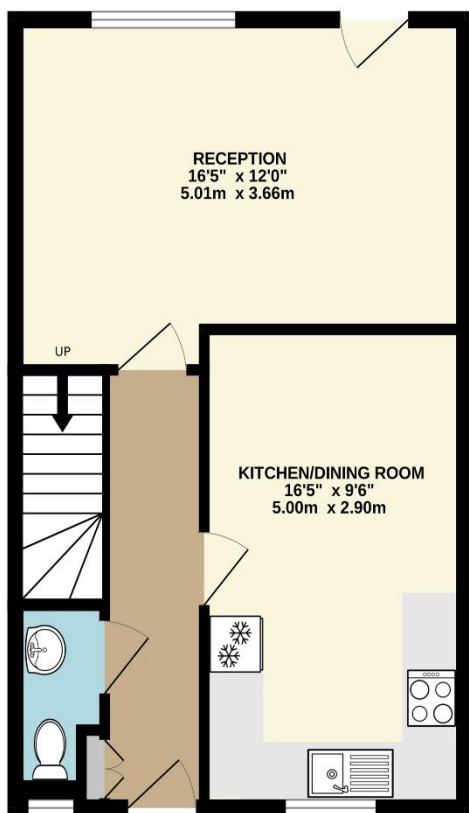 RECEPTION
16'5" x 12'0"
5.01m x 3.66m
UP
KITCHEN/DINING ROOM
16'5" x 9'6"
5.00m x 2.90m